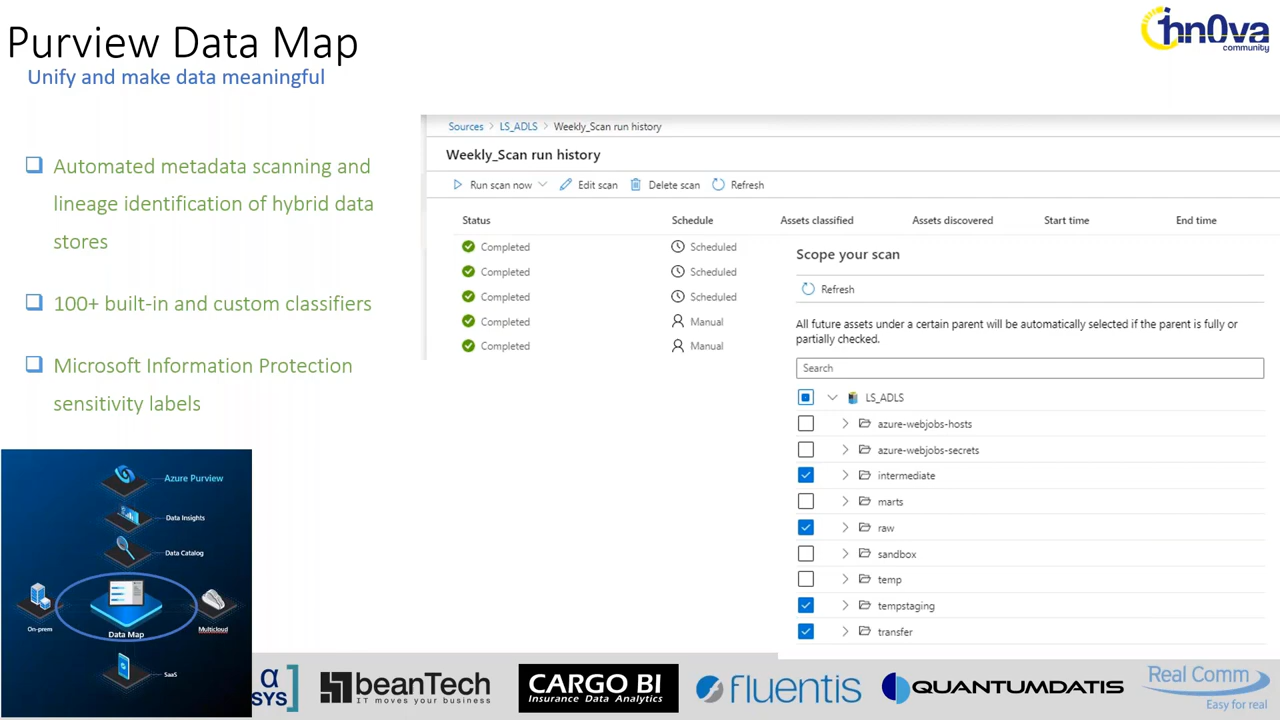 Purview Data Map
Unify and make data meaningful
1nn0va
community
Automated metadata scanning and
lineage identification of hybrid data
stores
100+ built-in and custom classifiers
Microsoft Information Protection
sensitivity labels
Sources > LS_ADLS > Weekly_Scan run history
Weekly_Scan run history
Run scan now Edit scan Delete scan Refresh
Status Schedule Assets classified Assets discovered Start time End time
Completed Scheduled
Completed Scheduled
Completed Scheduled
Completed Manual
Completed Manual
Scope your scan
Refresh
All future assets under a certain parent will be automatically selected if the parent is fully or
partially checked.
Search
LS_ADLS
azure-webjobs-hosts
azure-webjobs-secrets
intermediate
marts
raw
sandbox
temp
tempstaging
transfer
Azure Purview
Data Insights
Data Catalog
On-prem
Data Map
Multicloud
SaaS
α
SYS
beanTech
IT moves your business
CARGO BI
Insurance Data Analytics
fluentis
QUANTUMDATIS
Real Comm
Easy for real